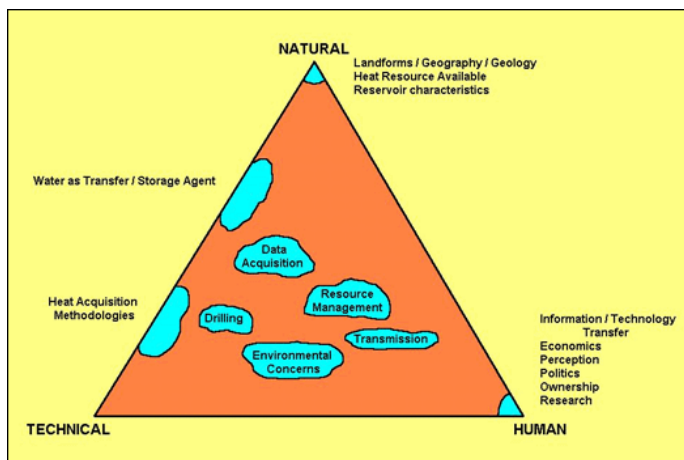 NATURAL
Landforms / Geography / Geology
Heat Resource Available
Reservoir characteristics
Water as Transfer / Storage Agent
Data
Acquisition
Resource
Management
Heat Acquisition
Methodologies
Drilling
Transmission
Environmental
Concerns
Information / Technology
Transfer
Economics
Perception
Politics
Ownership
Research
TECHNICAL
HUMAN